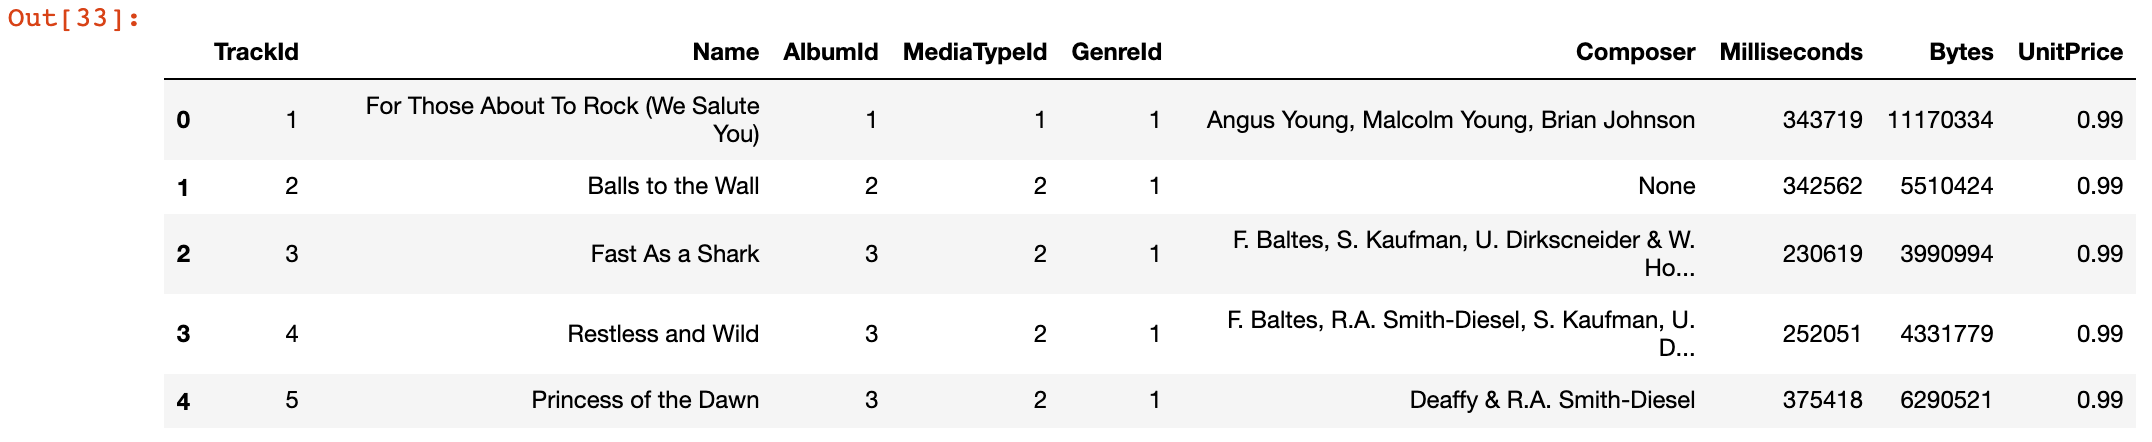 Out[33]:
TrackId Name AlbumId MediaTypeId GenreId Composer Milliseconds Bytes UnitPrice
0 1 For Those About To Rock (We Salute You) 1 1 1 Angus Young, Malcolm Young, Brian Johnson 343719 11170334 0.99
1 2 Balls to the Wall 2 2 1 None 342562 5510424 0.99
2 3 Fast As a Shark 3 2 1 F. Baltes, S. Kaufman, U. Dirkscneider & W. Ho... 230619 3990994 0.99
3 4 Restless and Wild 3 2 1 F. Baltes, R.A. Smith-Diesel, S. Kaufman, U. D... 252051 4331779 0.99
4 5 Princess of the Dawn 3 2 1 Deaffy & R.A. Smith-Diesel 375418 6290521 0.99